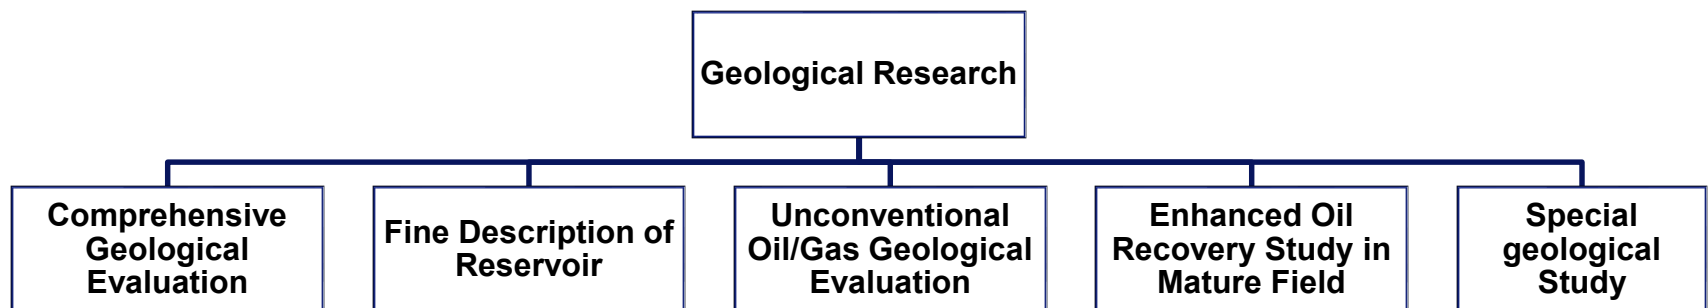 Geological Research
Comprehensive
Geological
Evaluation
Fine Description of
Reservoir
Unconventional
Oil/Gas Geological
Evaluation
Enhanced Oil
Recovery Study in
Mature Field
Special
geological
Study